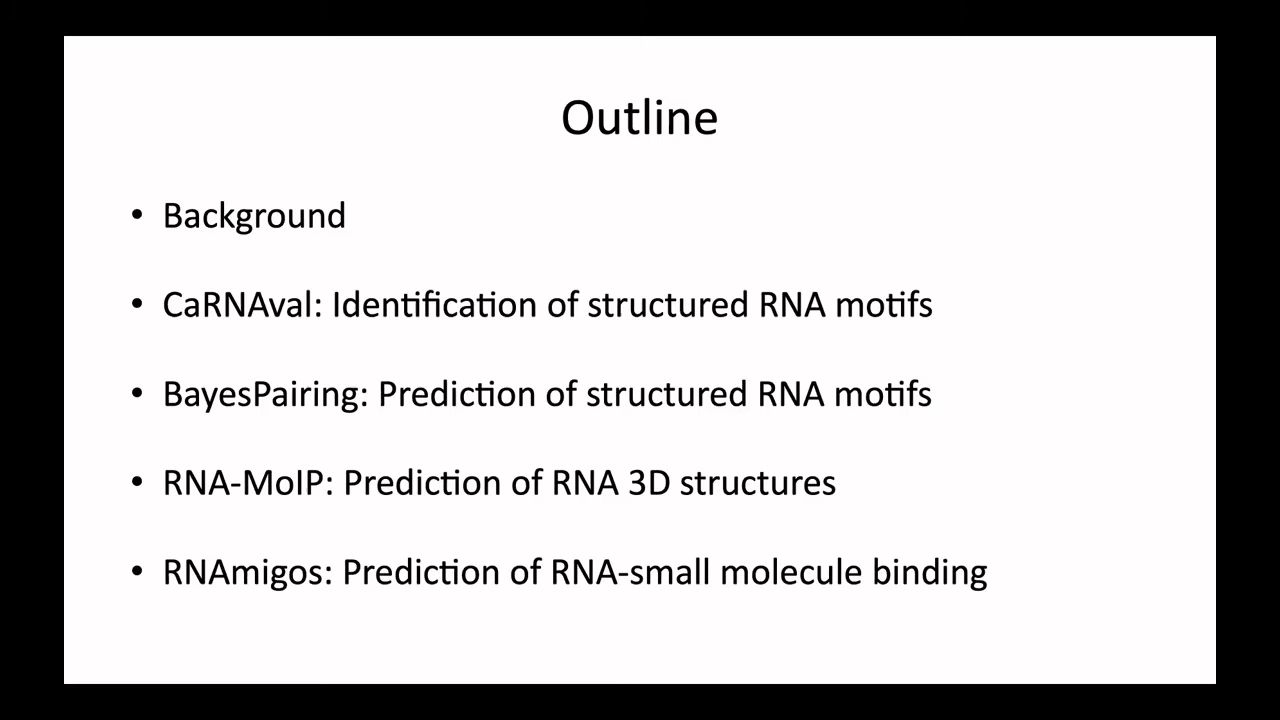 Outline
• Background
• CaRNAval: Identification of structured RNA motifs
• BayesPairing: Prediction of structured RNA motifs
• RNA-MoIP: Prediction of RNA 3D structures
• RNAmigos: Prediction of RNA-small molecule binding